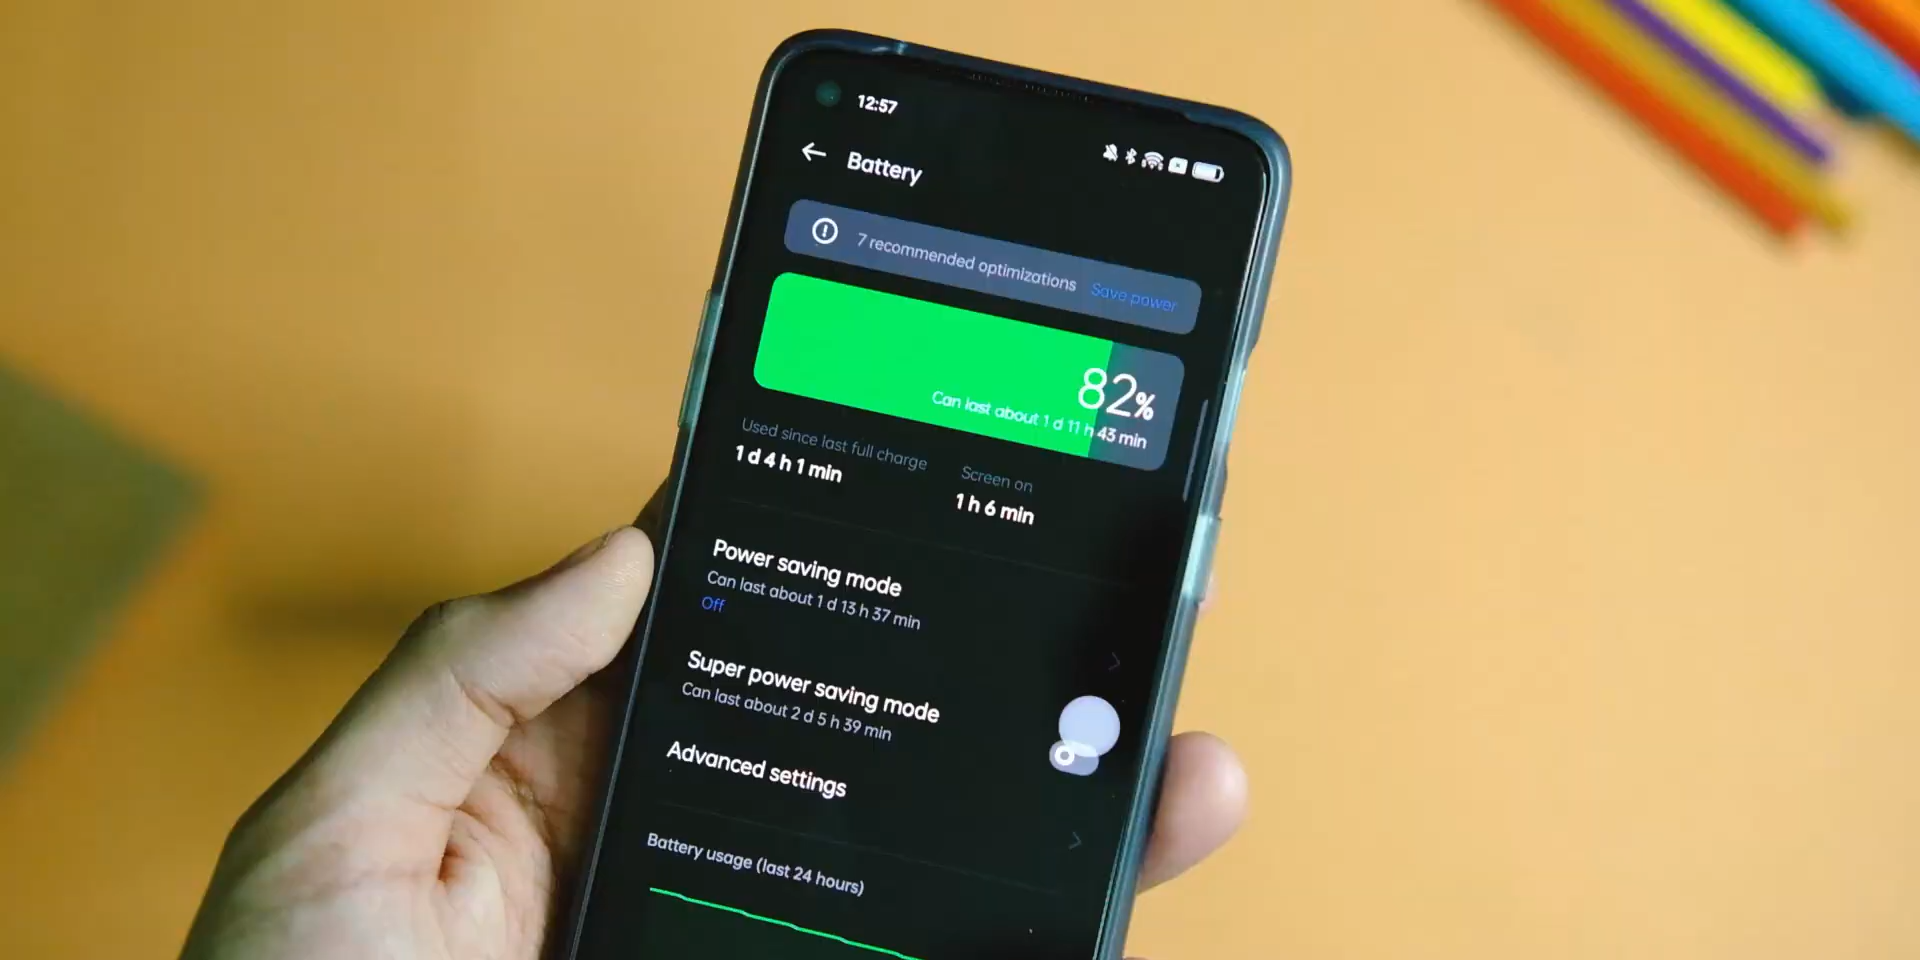 12:57
Battery
7 recommended optimizations Save power
82%
Can last about 1 d 11 h 43 min
Used since last full charge
1 d 4 h 1 min
Screen on
1 h 6 min
Power saving mode
Can last about 1 d 13 h 37 min
Off
Super power saving mode
Can last about 2 d 5 h 39 min
Advanced settings
Battery usage (last 24 hours)